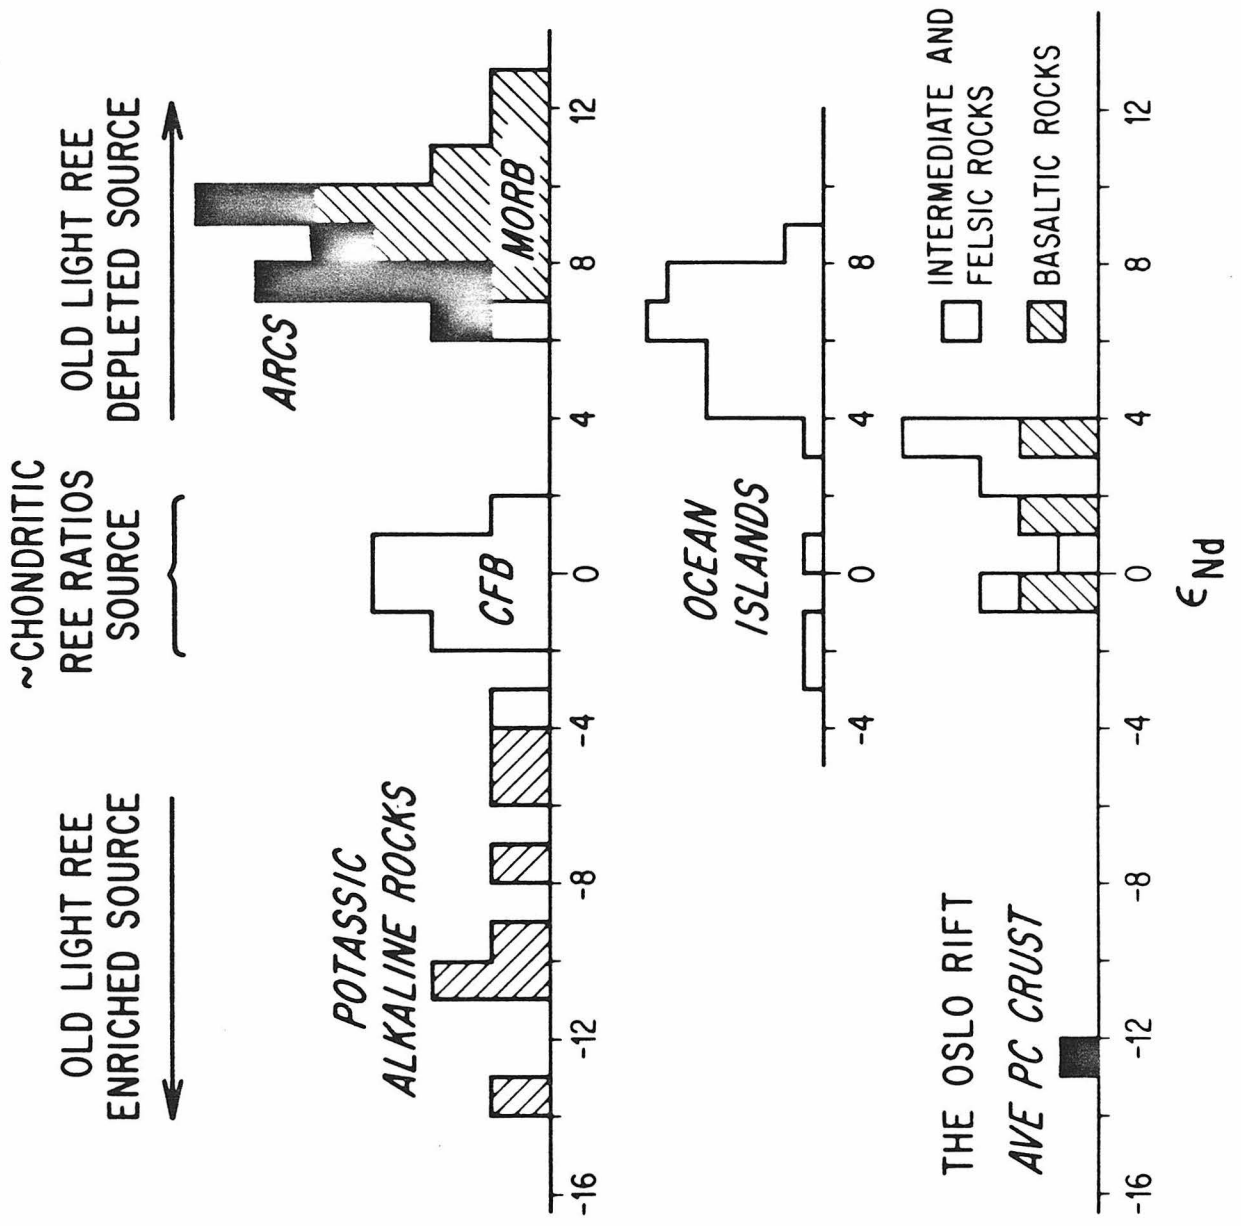 OLD LIGHT REE
ENRICHED SOURCE
~CHONDRITIC
REE RATIOS
SOURCE
OLD LIGHT REE
DEPLETED SOURCE
POTASSIC
ALKALINE ROCKS
CFB
ARCS
MORB
-16 -12 -8 -4 0 4 8 12
OCEAN
ISLANDS
-4 0 4 8
THE OSLO RIFT
AVE PC CRUST
INTERMEDIATE AND
FELSIC ROCKS
BASALTIC ROCKS
-16 -12 -8 -4 0 4 8 12
ϵNd